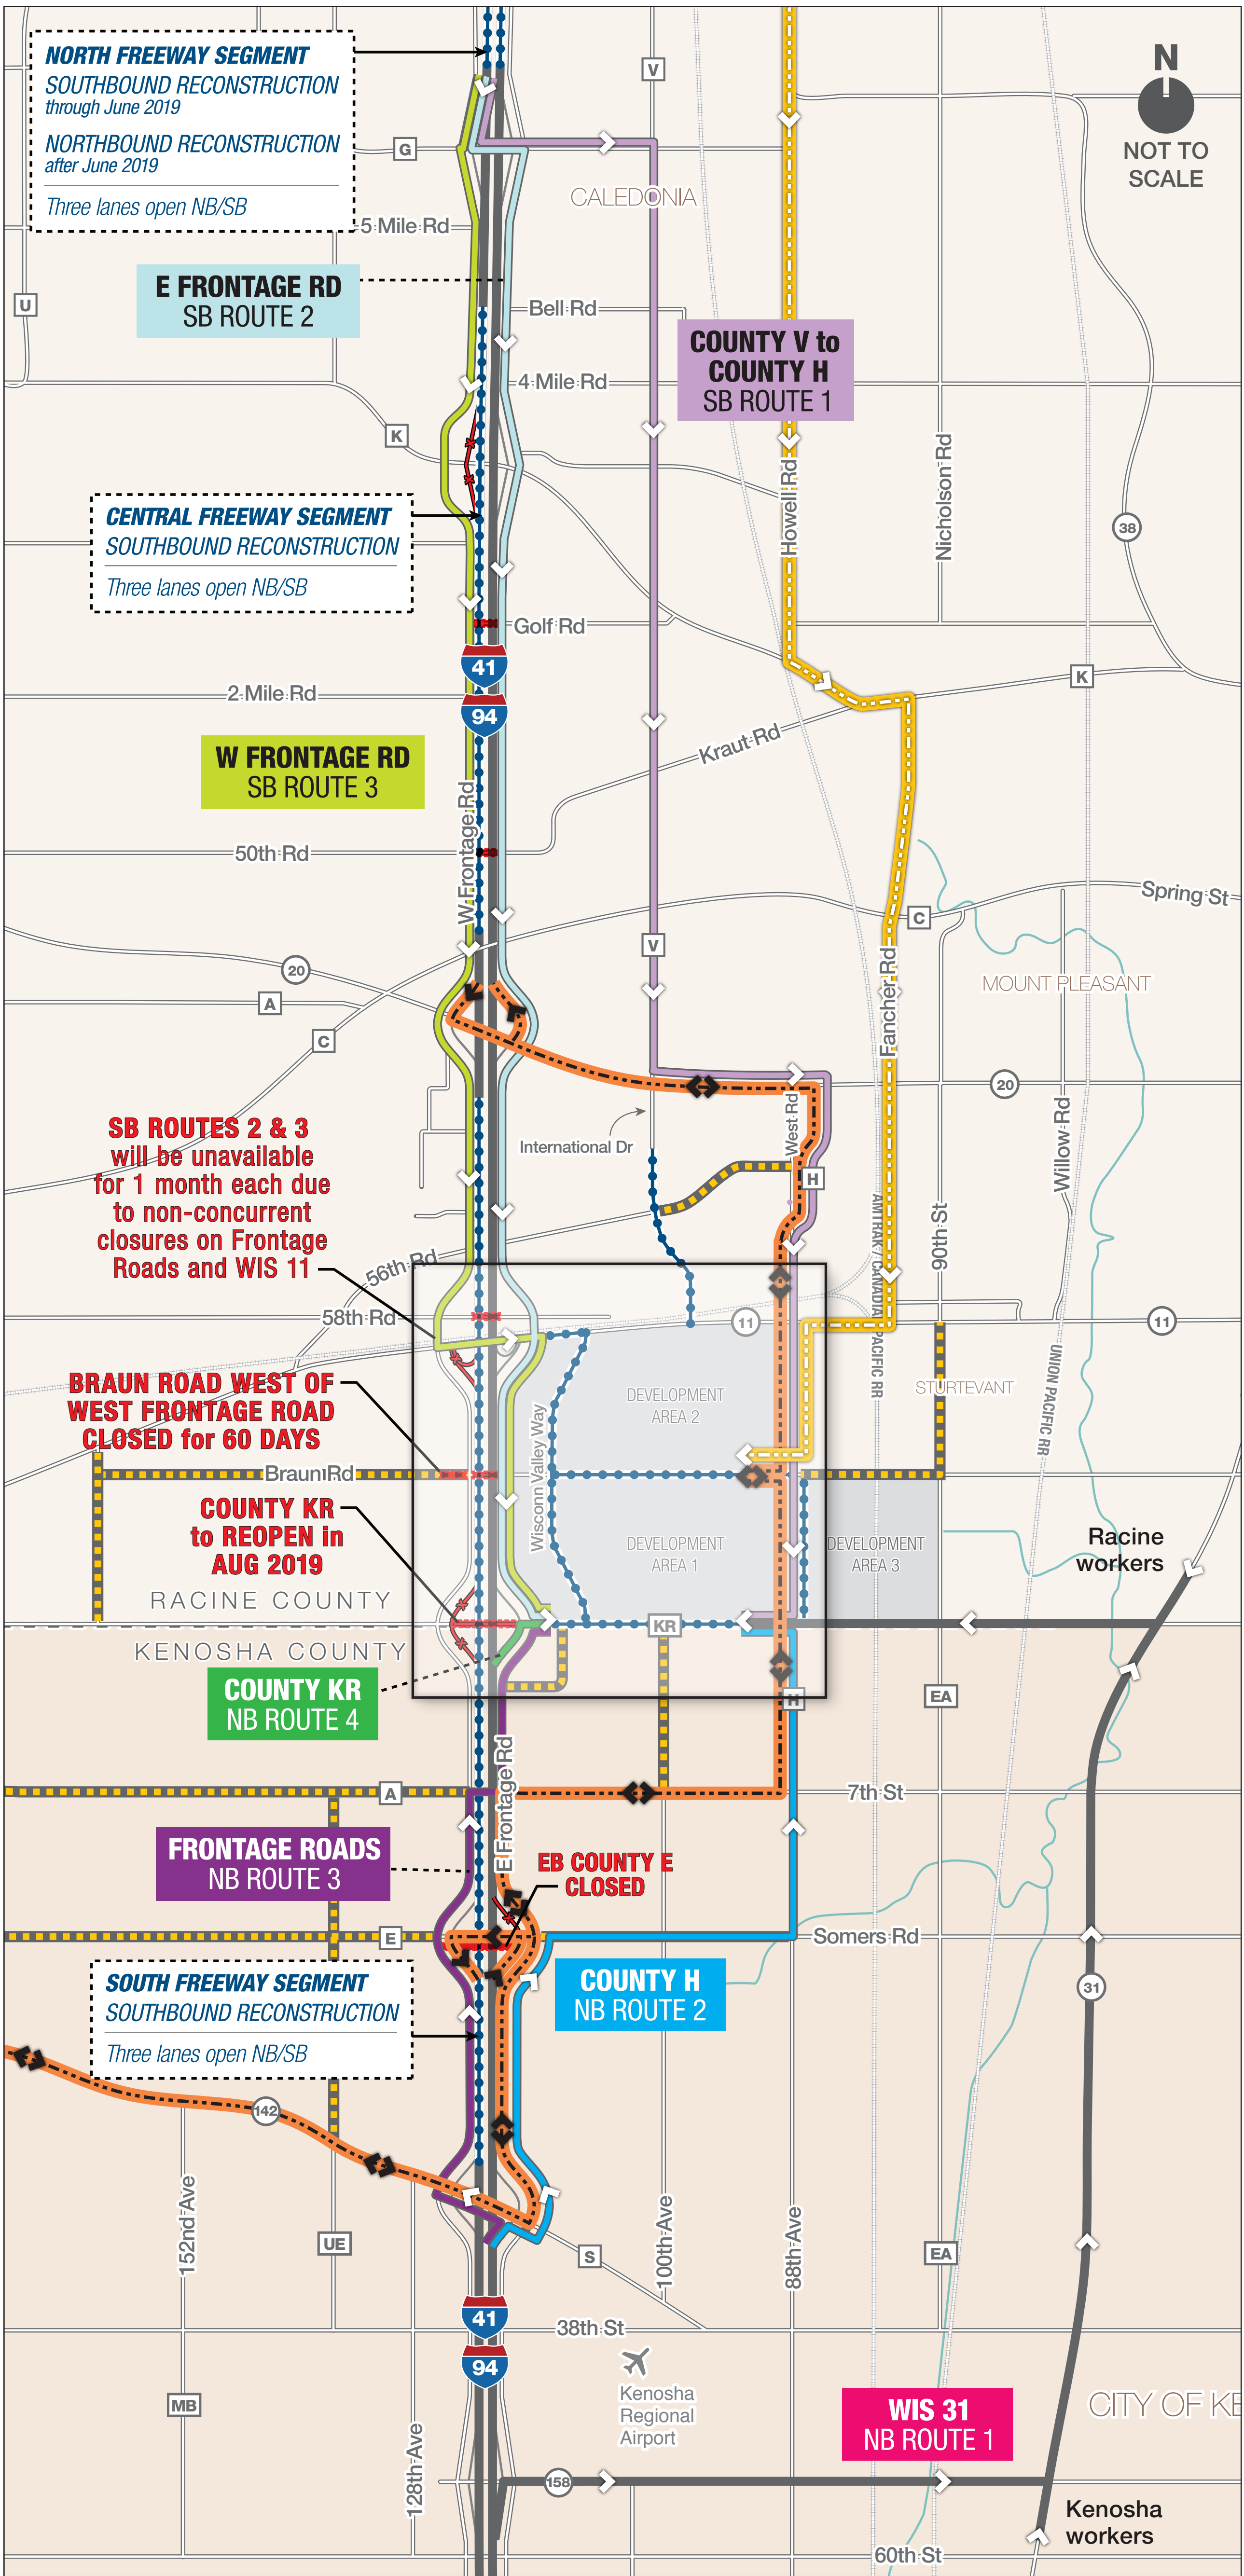 NORTH FREEWAY SEGMENT
SOUTHBOUND RECONSTRUCTION
through June 2019
NORTHBOUND RECONSTRUCTION
after June 2019
Three lanes open NB/SB
V
N
NOT TO
SCALE
G
CALEDONIA
5 Mile Rd
E FRONTAGE RD
SB ROUTE 2
U
Bell Rd
COUNTY V to
COUNTY H
SB ROUTE 1
4 Mile Rd
K
Howell Rd
Nicholson Rd
38
CENTRAL FREEWAY SEGMENT
SOUTHBOUND RECONSTRUCTION
Three lanes open NB/SB
Golf Rd
41
K
2 Mile Rd
94
Kraut Rd
W FRONTAGE RD
SB ROUTE 3
W Frontage Rd
50th Rd
Spring St
C
V
Fancher Rd
20
MOUNT PLEASANT
A
C
20
West Rd
Willow Rd
International Dr
SB ROUTES 2 & 3
will be unavailable
for 1 month each due
to non-concurrent
closures on Frontage
Roads and WIS 11
H
AMTRAK / CANADIAN PACIFIC RR
90th St
56th Rd
58th Rd
11
11
UNION PACIFIC RR
BRAUN ROAD WEST OF
WEST FRONTAGE ROAD
CLOSED for 60 DAYS
DEVELOPMENT
AREA 2
STURTEVANT
Wisconn Valley Way
Braun Rd
COUNTY KR
to REOPEN in
AUG 2019
DEVELOPMENT
AREA 1
DEVELOPMENT
AREA 3
Racine
workers
RACINE COUNTY
KR
KENOSHA COUNTY
COUNTY KR
NB ROUTE 4
H
EA
E Frontage Rd
A
7th St
FRONTAGE ROADS
NB ROUTE 3
EB COUNTY E
CLOSED
E
Somers Rd
SOUTH FREEWAY SEGMENT
SOUTHBOUND RECONSTRUCTION
Three lanes open NB/SB
COUNTY H
NB ROUTE 2
31
142
152nd Ave
UE
S
100th Ave
88th Ave
EA
41
38th St
94
Kenosha
Regional
Airport
MB
WIS 31
NB ROUTE 1
CITY OF KE
128th Ave
158
Kenosha
workers
60th St